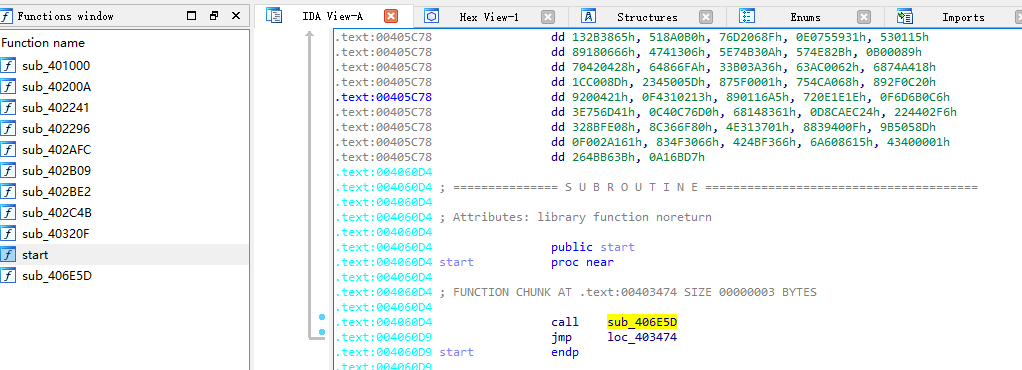 Functions window
IDA View-A
Hex View-1
Structures
Enums
Imports
Function name
sub_401000
sub_40200A
sub_402241
sub_402296
sub_402AFC
sub_402B09
sub_402BE2
sub_402C4B
sub_40320F
start
sub_406E5D
.text:00405C78 dd 132B3865h, 518A0B0h, 76D2068Fh, 0E0755931h, 530115h
.text:00405C78 dd 89180666h, 4741306h, 5E74B30Ah, 574E82Bh, 0B00089h
.text:00405C78 dd 70420428h, 64866FAh, 33B03A36h, 63AC0062h, 6874A418h
.text:00405C78 dd 1CC008Dh, 2345005Dh, 875F0001h, 754CA068h, 892F0C20h
.text:00405C78 dd 9200421h, 0F4310213h, 890116A5h, 720E1E1Eh, 0F6D6B0C6h
.text:00405C78 dd 3E756D41h, 0C40C76D0h, 68148361h, 0D8CAEC24h, 224402F6h
.text:00405C78 dd 328BFE08h, 8C366F80h, 4E313701h, 8839400Fh, 9B5058Dh
.text:00405C78 dd 0F002A161h, 834F3066h, 424BF366h, 6A608615h, 43400001h
.text:00405C78 dd 264BB63Bh, 0A16BD7h
.text:004060D4
.text:004060D4 ; =============== S U B R O U T I N E =======================================
.text:004060D4
.text:004060D4 ; Attributes: library function noreturn
.text:004060D4
.text:004060D4 public start
.text:004060D4 start proc near
.text:004060D4
.text:004060D4 ; FUNCTION CHUNK AT .text:00403474 SIZE 00000003 BYTES
.text:004060D4
.text:004060D4 call sub_406E5D
.text:004060D9 jmp loc_403474
.text:004060D9 start endp
.text:004060D9